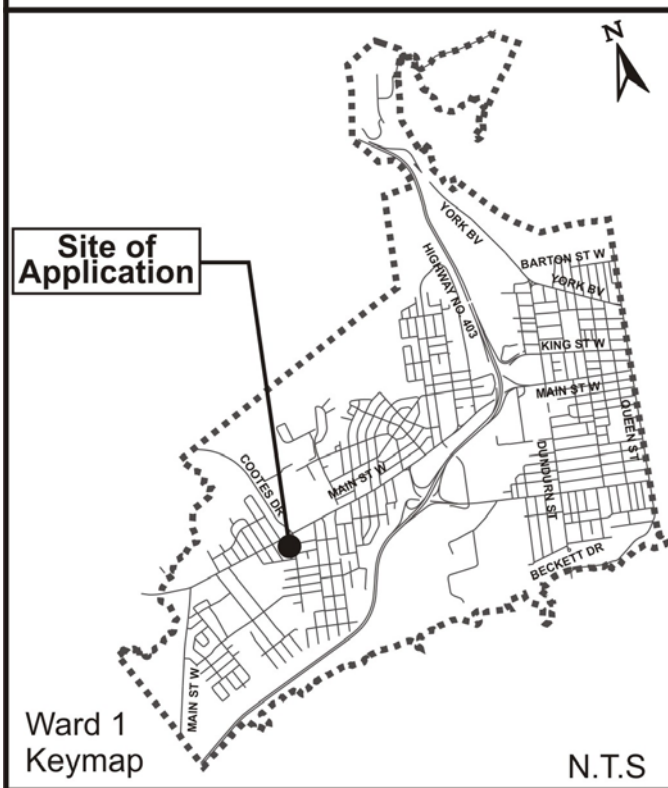 N
Site of
Application
YORK BV
BARTON ST W
YORK BV
HIGHWAY NO. 403
KING ST W
MAIN ST W
QUEEN ST
DUNDURN ST
COOTES DR
MAIN ST W
BECKETT DR
MAIN ST W
Ward 1
Keymap
N.T.S